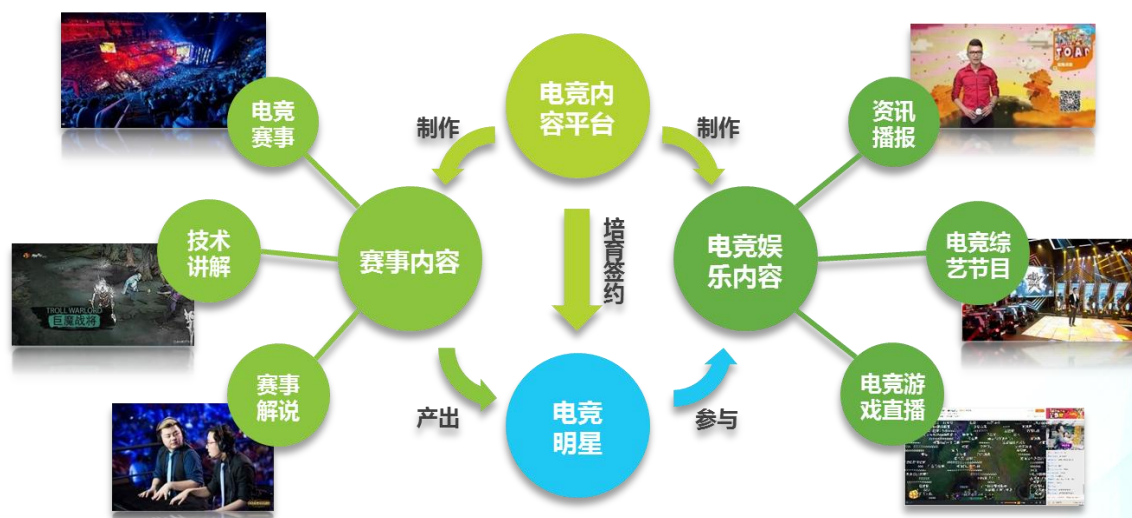 电竞内
容平台
制作
制作
电竞
赛事
资讯
播报
TOAD
技术
讲解
赛事内容
培育签约
电竞娱
乐内容
电竞综
艺节目
TROLL WARLORD
巨魔战将
赛事
解说
产出
电竞
明星
参与
电竞游
戏直播